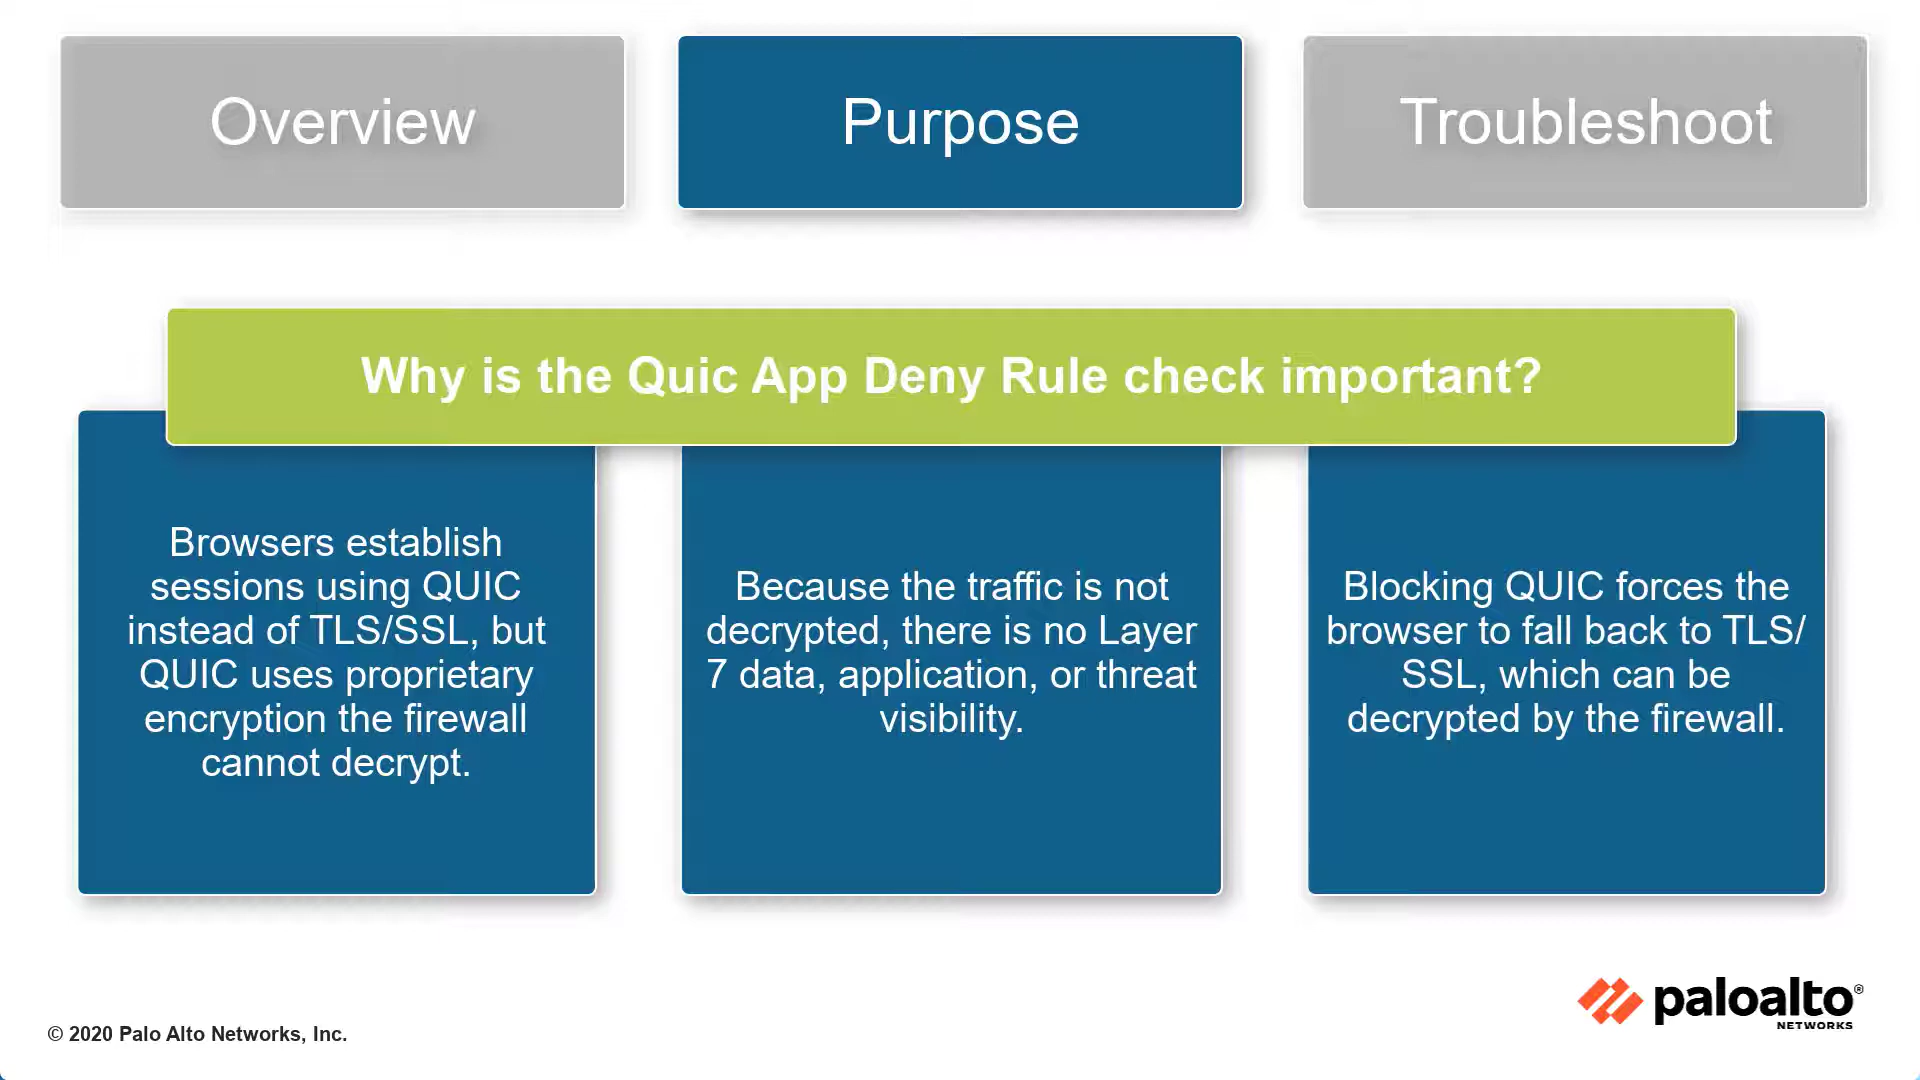 Overview
Purpose
Troubleshoot
Why is the Quic App Deny Rule check important?
Browsers establish
sessions using QUIC
instead of TLS/SSL, but
QUIC uses proprietary
encryption the firewall
cannot decrypt.
Because the traffic is not
decrypted, there is no Layer
7 data, application, or threat
visibility.
Blocking QUIC forces the
browser to fall back to TLS/
SSL, which can be
decrypted by the firewall.
© 2020 Palo Alto Networks, Inc.
paloalto®
NETWORKS